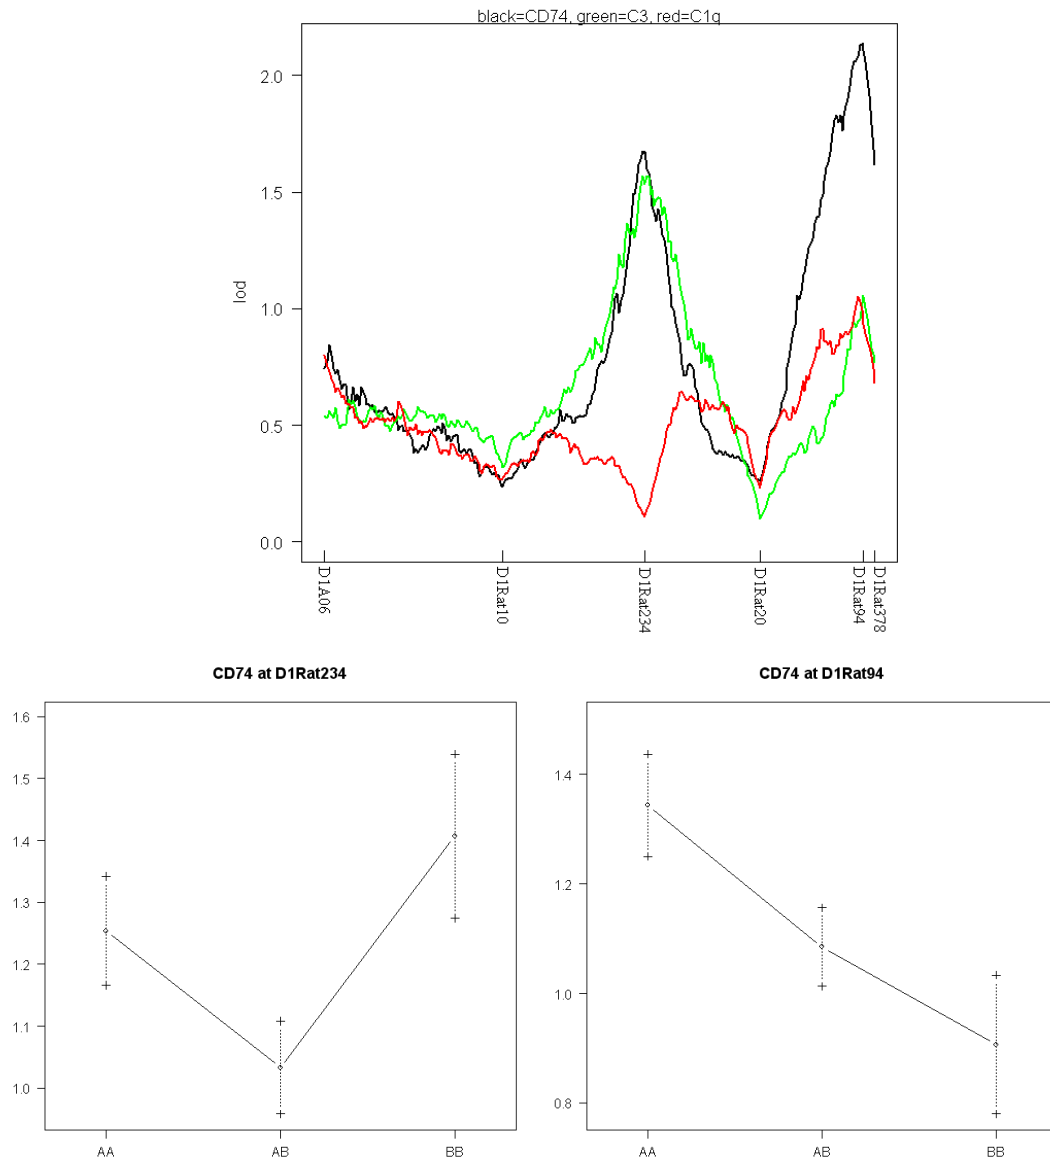 black=CD74, green=C3, red=C1q
2.0
1.5
1.0
0.5
0.0
lod
D1A06
D1Rat10
D1Rat234
D1Rat20
D1Rat94
D1Rat378
CD74 at D1Rat234
1.6
1.5
1.4
1.3
1.2
1.1
1.0
AA
AB
BB
CD74 at D1Rat94
1.4
1.2
1.0
0.8
AA
AB
BB